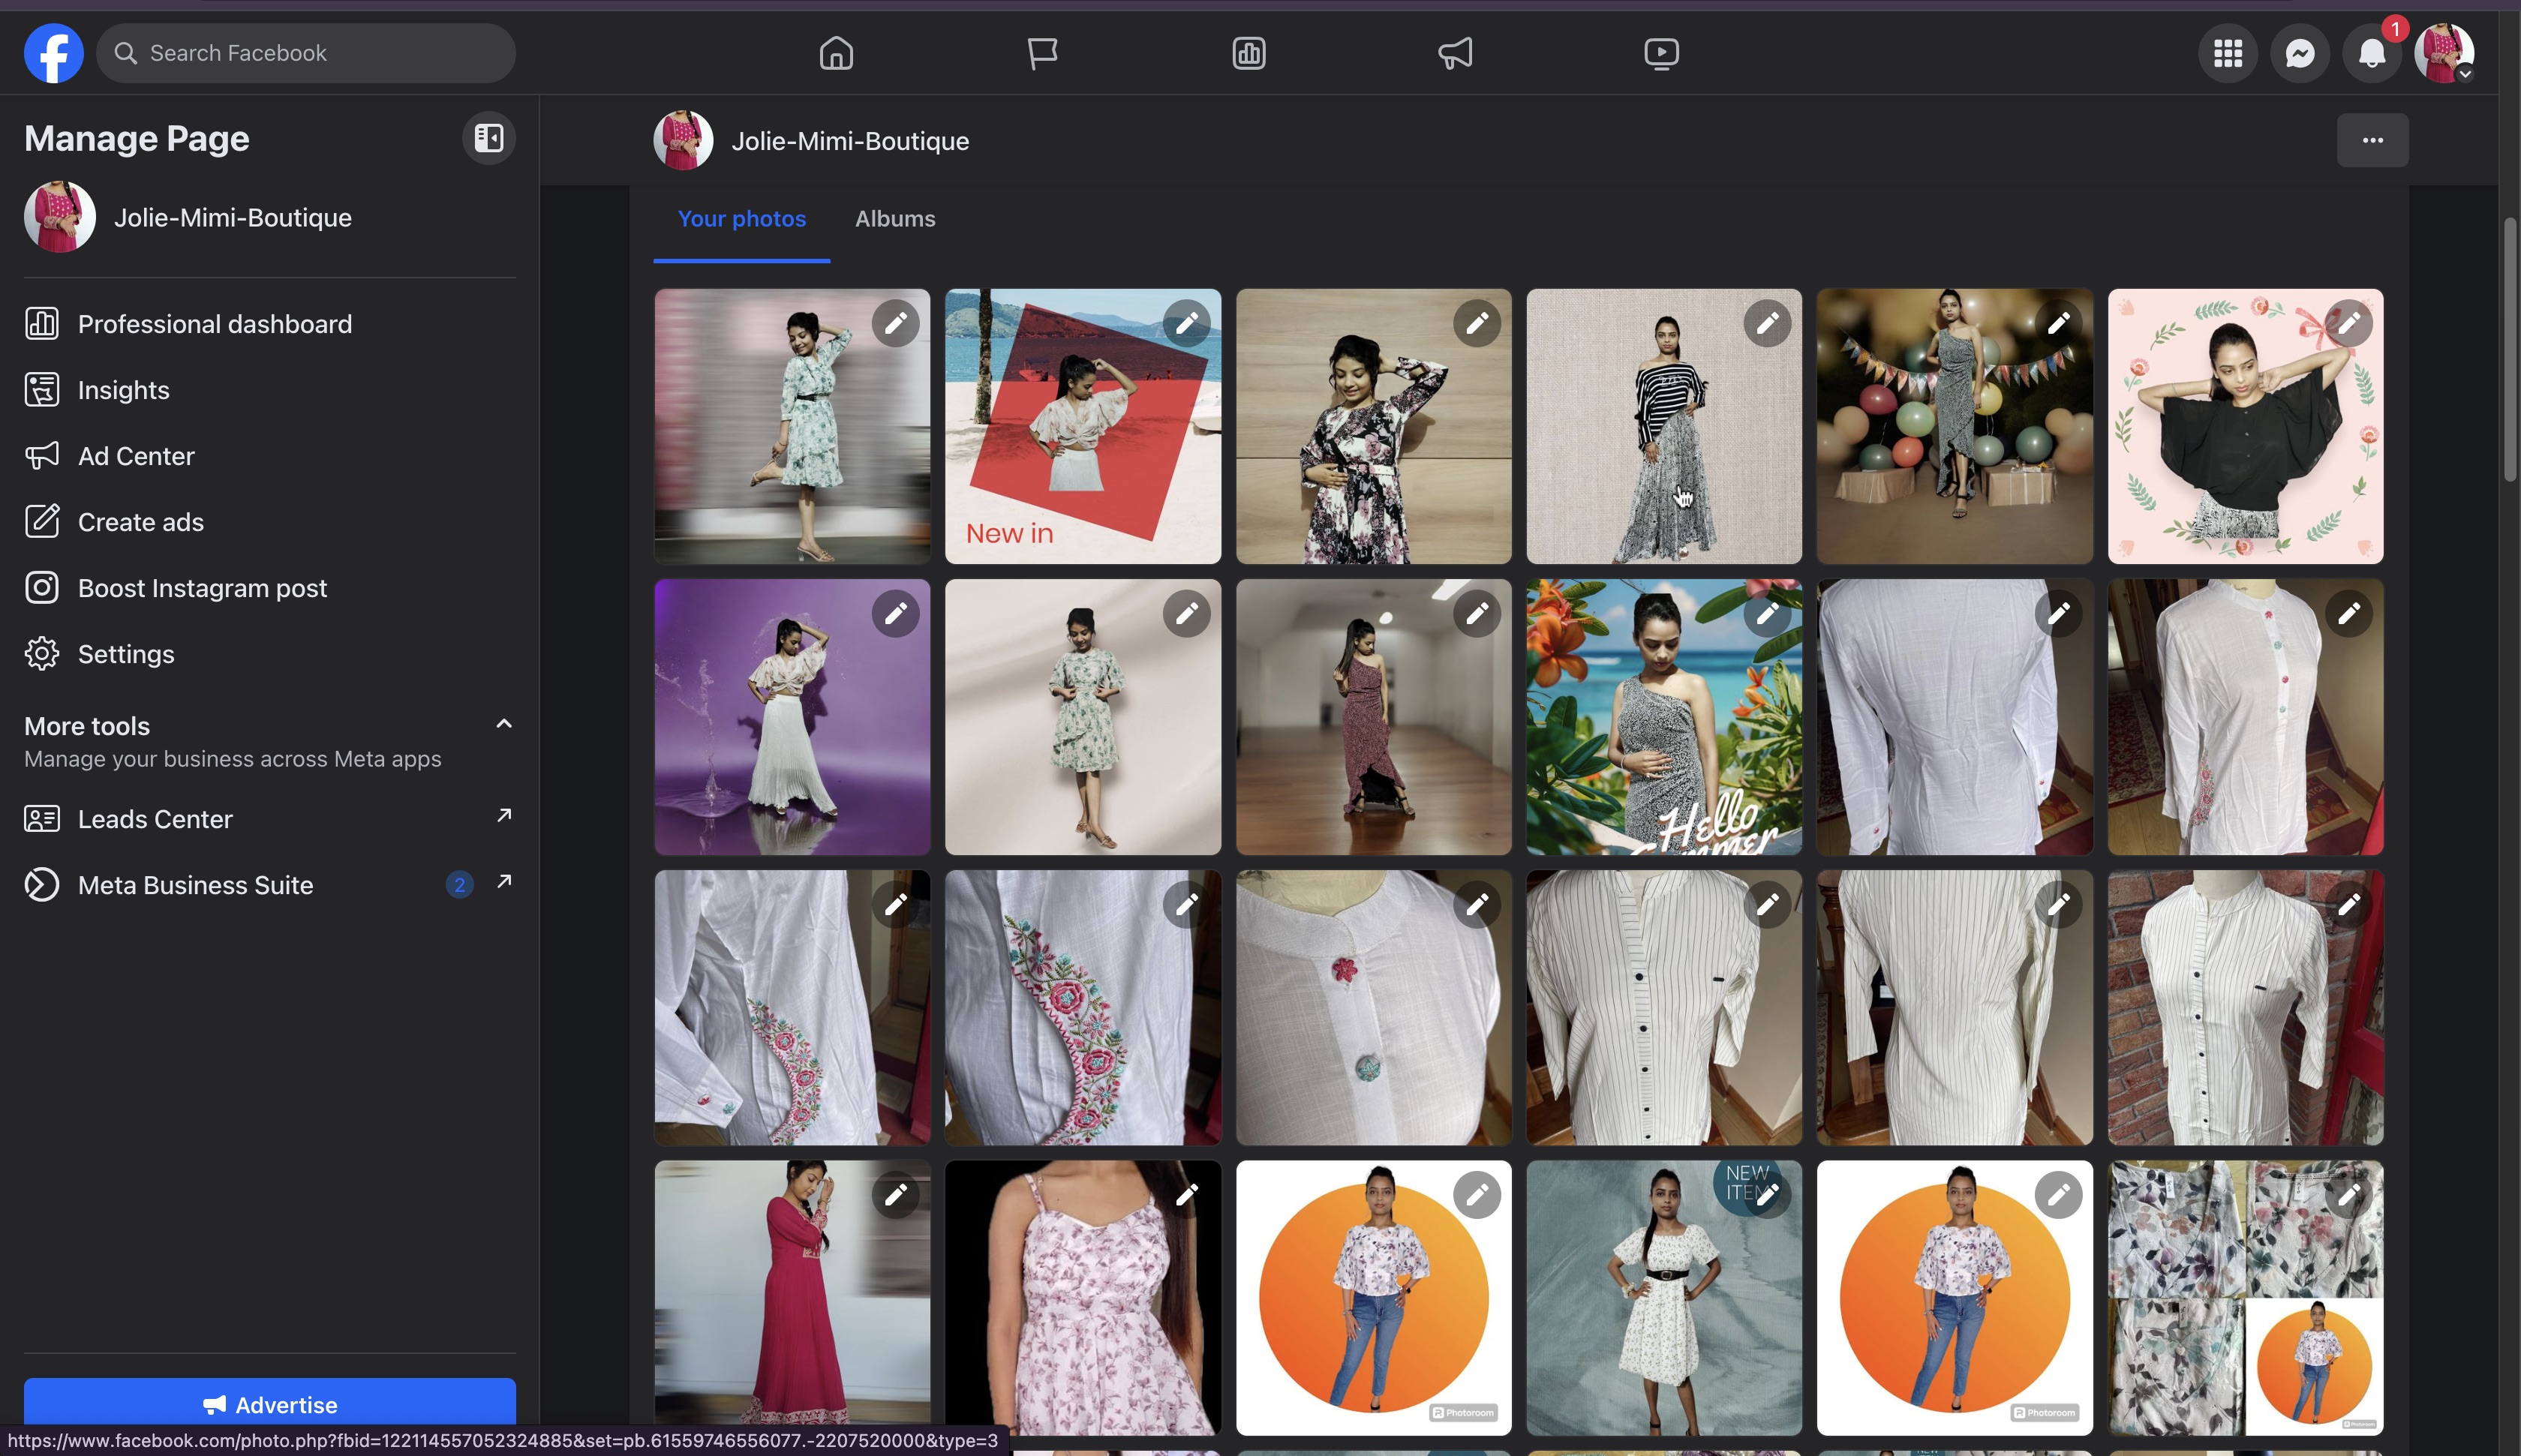 Search Facebook
1
Manage Page
Jolie-Mimi-Boutique
Professional dashboard
Insights
Ad Center
Create ads
Boost Instagram post
Settings
More tools
Manage your business across Meta apps
Leads Center
Meta Business Suite
2
Advertise
https://www.facebook.com/photo.php?fbid=122114557052324885&set=pb.61559746556077.-2207520000&type=3
Jolie-Mimi-Boutique
Your photos
Albums
New in
Hello
Summer
NEW
ITEM
Photoroom
Photoroom
Photoroom